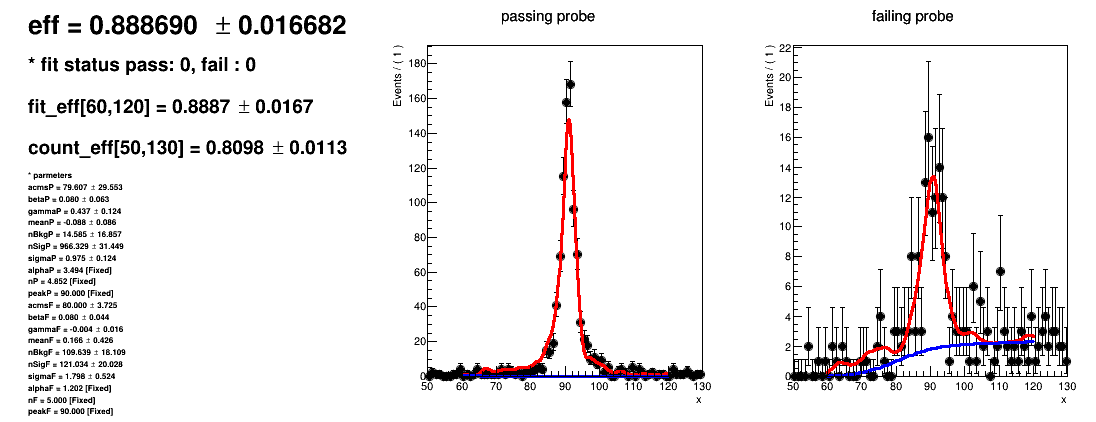 eff = 0.888690 ± 0.016682
* fit status pass: 0, fail : 0
fit_eff[60,120] = 0.8887 ± 0.0167
count_eff[50,130] = 0.8098 ± 0.0113
* parmeters
acmsP = 79.607 ± 29.553
betaP = 0.080 ± 0.063
gammaP = 0.437 ± 0.124
meanP = -0.088 ± 0.086
nBkgP = 14.585 ± 16.857
nSigP = 966.329 ± 31.449
sigmaP = 0.975 ± 0.124
alphaP = 3.494 [Fixed]
nP = 4.852 [Fixed]
peakP = 90.000 [Fixed]
acmsF = 80.000 ± 3.725
betaF = 0.080 ± 0.044
gammaF = -0.004 ± 0.016
meanF = 0.166 ± 0.426
nBkgF = 109.639 ± 18.109
nSigF = 121.034 ± 20.028
sigmaF = 1.798 ± 0.524
alphaF = 1.202 [Fixed]
nF = 5.000 [Fixed]
peakF = 90.000 [Fixed]
passing probe
Events / ( 1 )
180
160
140
120
100
80
60
40
20
0
50 60 70 80 90 100 110 120 130
x
failing probe
Events / ( 1 )
22
20
18
16
14
12
10
8
6
4
2
0
50 60 70 80 90 100 110 120 130
x